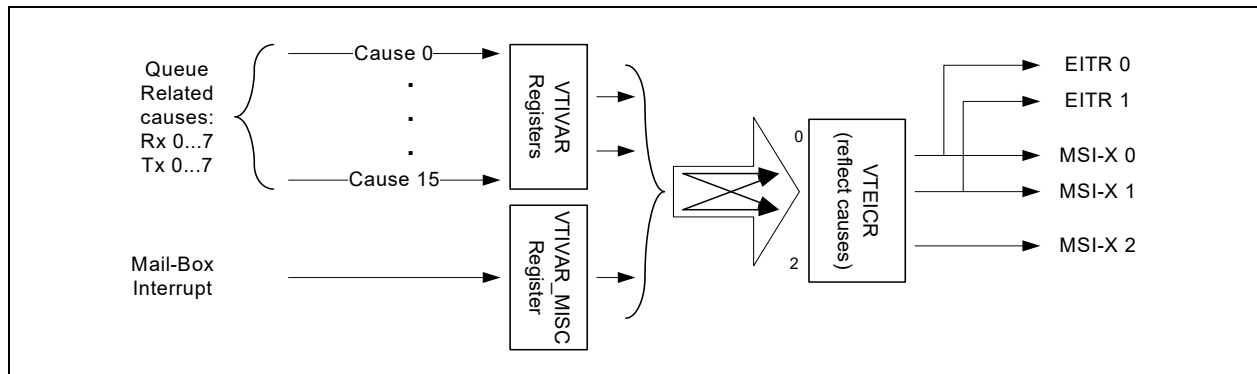 Queue
Related
causes:
Rx 0...7
Tx 0...7
Cause 0
.
.
.
Cause 15
VTIVAR
Registers
Mail-Box
Interrupt
VTIVAR_MISC
Register
0
2
VTEICR
(reflect causes)
EITR 0
EITR 1
MSI-X 0
MSI-X 1
MSI-X 2